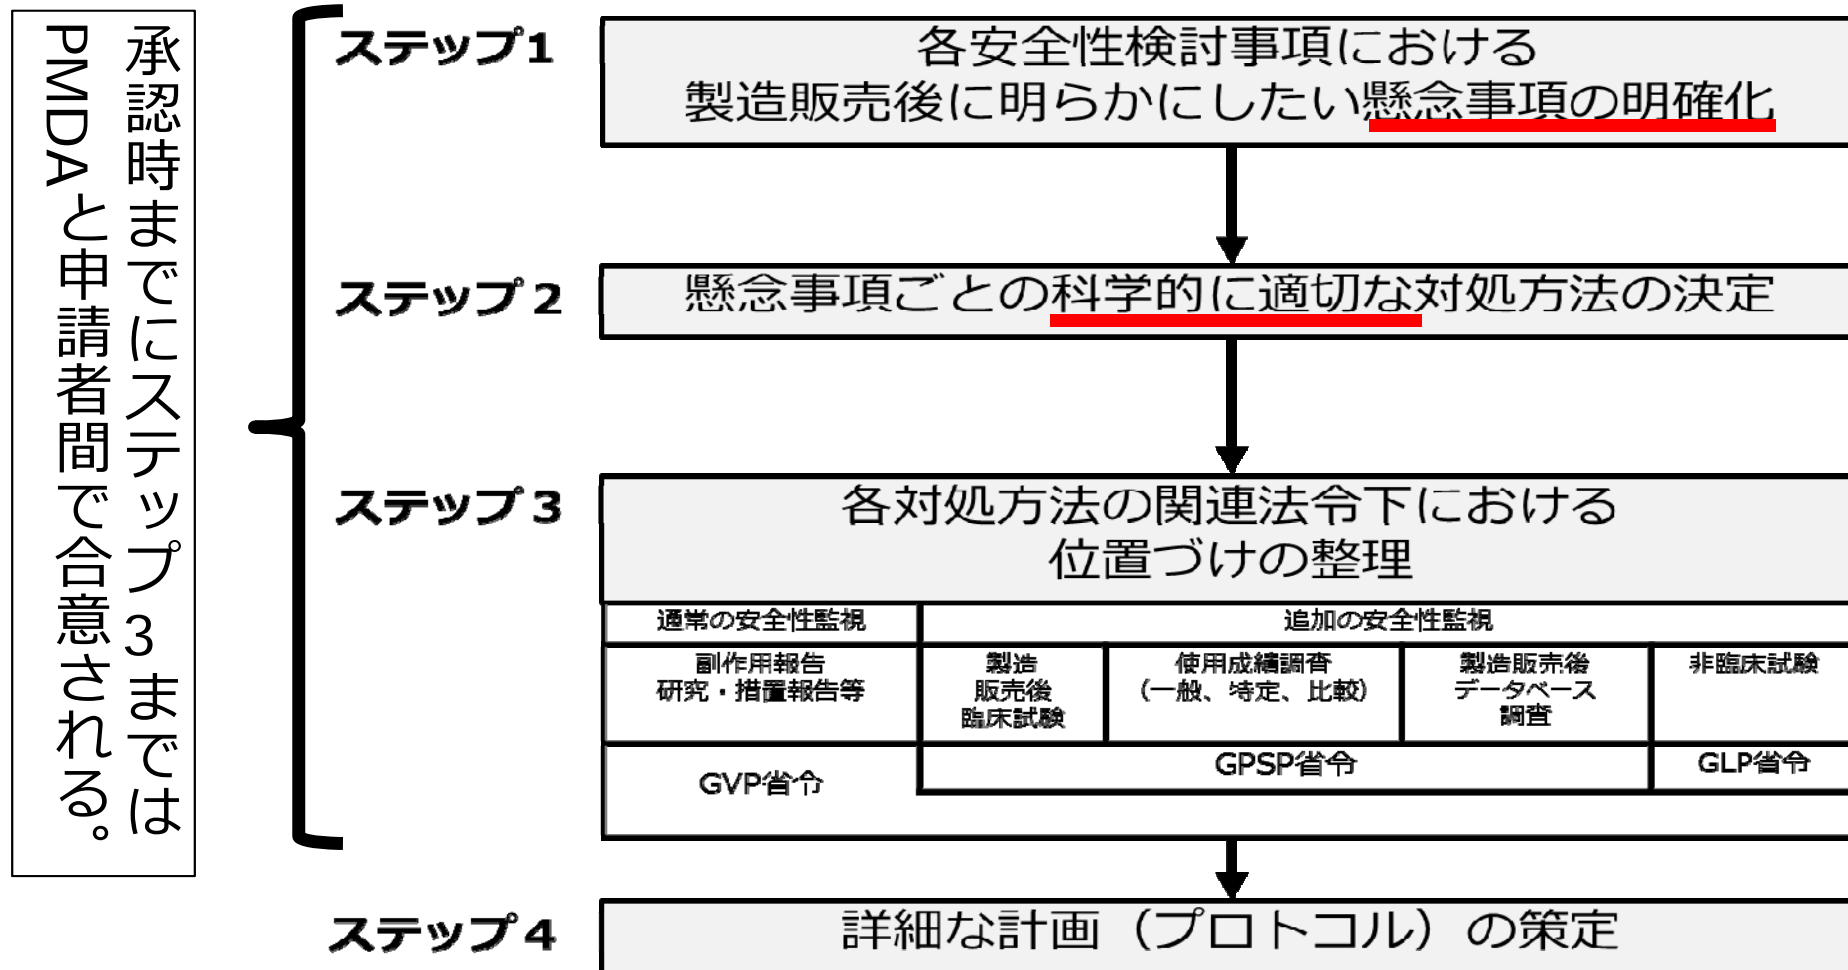 承認時までにステップ3までは
PMDAと申請者間で合意される。
ステップ1
各安全性検討事項における
製造販売後に明らかにしたい懸念事項の明確化
ステップ2
懸念事項ごとの科学的に適切な対処方法の決定
ステップ3
各対処方法の関連法令下における
位置づけの整理
通常の安全性監視
追加の安全性監視
副作用報告
研究・措置報告等
製造
販売後
臨床試験
使用成績調査
（一般、特定、比較）
製造販売後
データベース
調査
非臨床試験
GVP省令
GPSP省令
GLP省令
ステップ4
詳細な計画（プロトコル）の策定